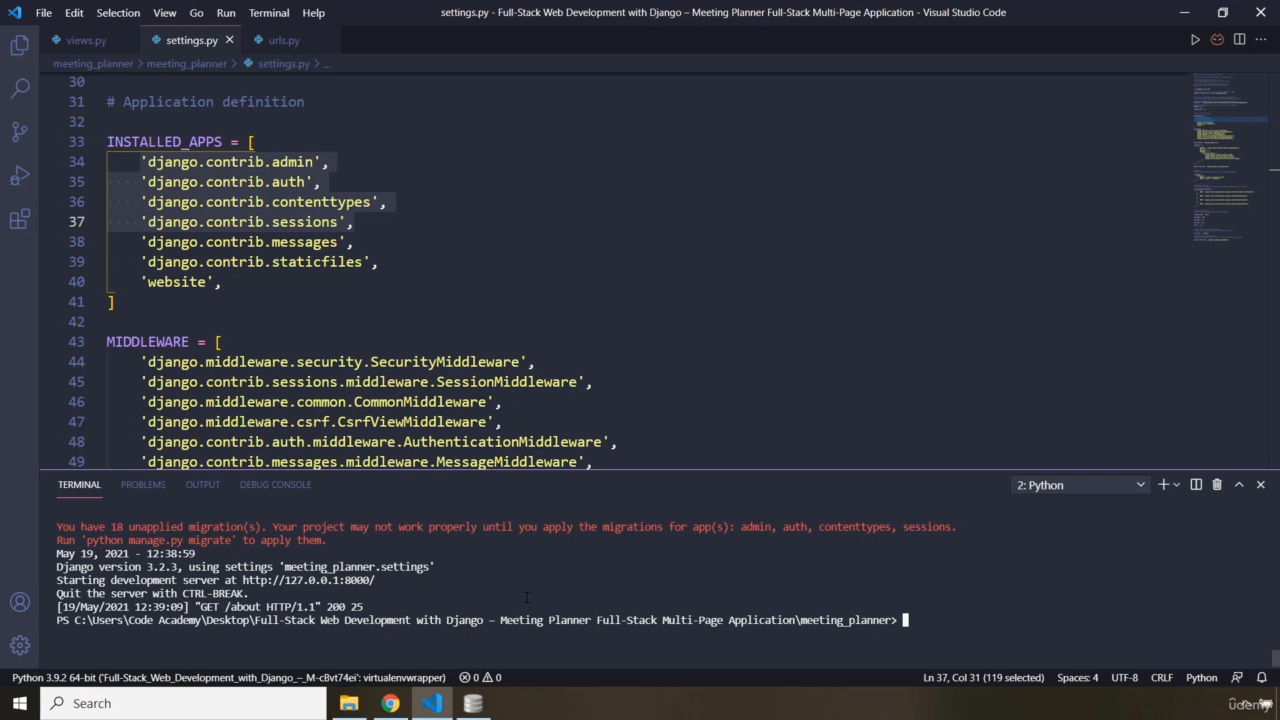 File Edit Selection View Go Run Terminal Help settings.py - Full-Stack Web Development with Django – Meeting Planner Full-Stack Multi-Page Application - Visual Studio Code
views.py settings.py urls.py
meeting_planner > meeting_planner > settings.py > ...
30
31 # Application definition
32
33 INSTALLED_APPS = [
34 'django.contrib.admin',
35 'django.contrib.auth',
36 'django.contrib.contenttypes',
37 'django.contrib.sessions',
38 'django.contrib.messages',
39 'django.contrib.staticfiles',
40 'website',
41 ]
42
43 MIDDLEWARE = [
44 'django.middleware.security.SecurityMiddleware',
45 'django.contrib.sessions.middleware.SessionMiddleware',
46 'django.middleware.common.CommonMiddleware',
47 'django.middleware.csrf.CsrfViewMiddleware',
48 'django.contrib.auth.middleware.AuthenticationMiddleware',
49 'django.contrib.messages.middleware.MessageMiddleware',
TERMINAL PROBLEMS OUTPUT DEBUG CONSOLE 2: Python
You have 18 unapplied migration(s). Your project may not work properly until you apply the migrations for app(s): admin, auth, contenttypes, sessions.
Run 'python manage.py migrate' to apply them.
May 19, 2021 - 12:38:59
Django version 3.2.3, using settings 'meeting_planner.settings'
Starting development server at http://127.0.0.1:8000/
Quit the server with CTRL-BREAK.
[19/May/2021 12:39:09] "GET /about HTTP/1.1" 200 25
PS C:\Users\Code Academy\Desktop\Full-Stack Web Development with Django – Meeting Planner Full-Stack Multi-Page Application\meeting_planner>
Python 3.9.2 64-bit ('Full-Stack_Web_Development_with_Django_–_M-cBvt74ei': virtualenvwrapper) 0 0 Ln 37, Col 31 (119 selected) Spaces: 4 UTF-8 CRLF Python
Search
udemy